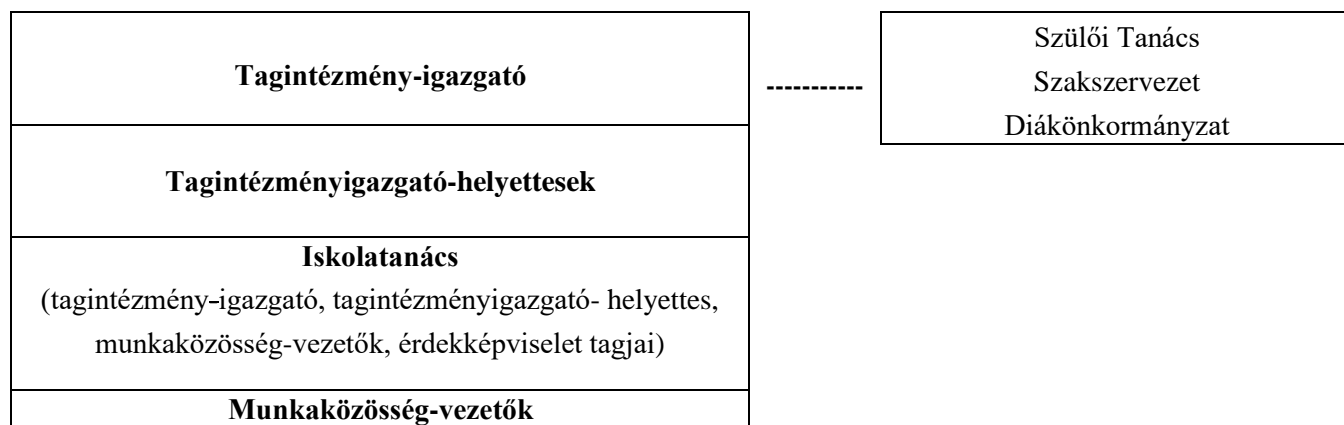 Tagintézmény-igazgató
-----------
Szülői Tanács
Szakszervezet
Diákönkormányzat
Tagintézményigazgató-helyettesek
Iskolatanács
(tagintézmény-igazgató, tagintézményigazgató- helyettes,
munkaközösség-vezetők, érdekképviselet tagjai)
Munkaközösség-vezetők